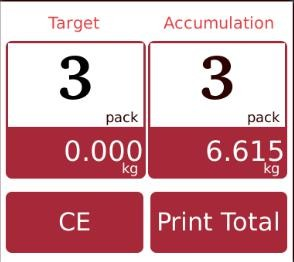 Target Accumulation
3 3
pack pack
0.000 6.615
kg kg
CE Print Total